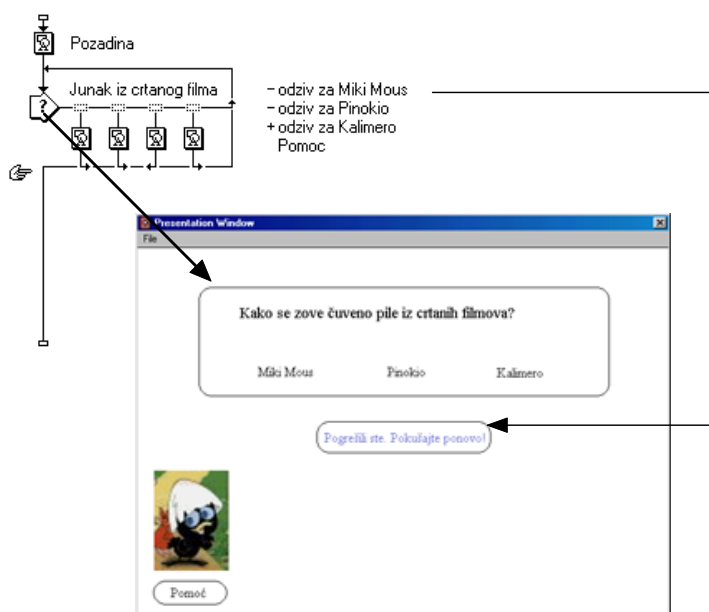 Pozadina
Junak iz crtanog filma
?
- odziv za Miki Mous
- odziv za Pinokio
+ odziv za Kalimero
Pomoc
Presentation Window
File
Kako se zove čuveno pile iz crtanih filmova?
Miki Mous Pinokio Kalimero
Pogrešili ste. Pokušajte ponovo!
Pomoć